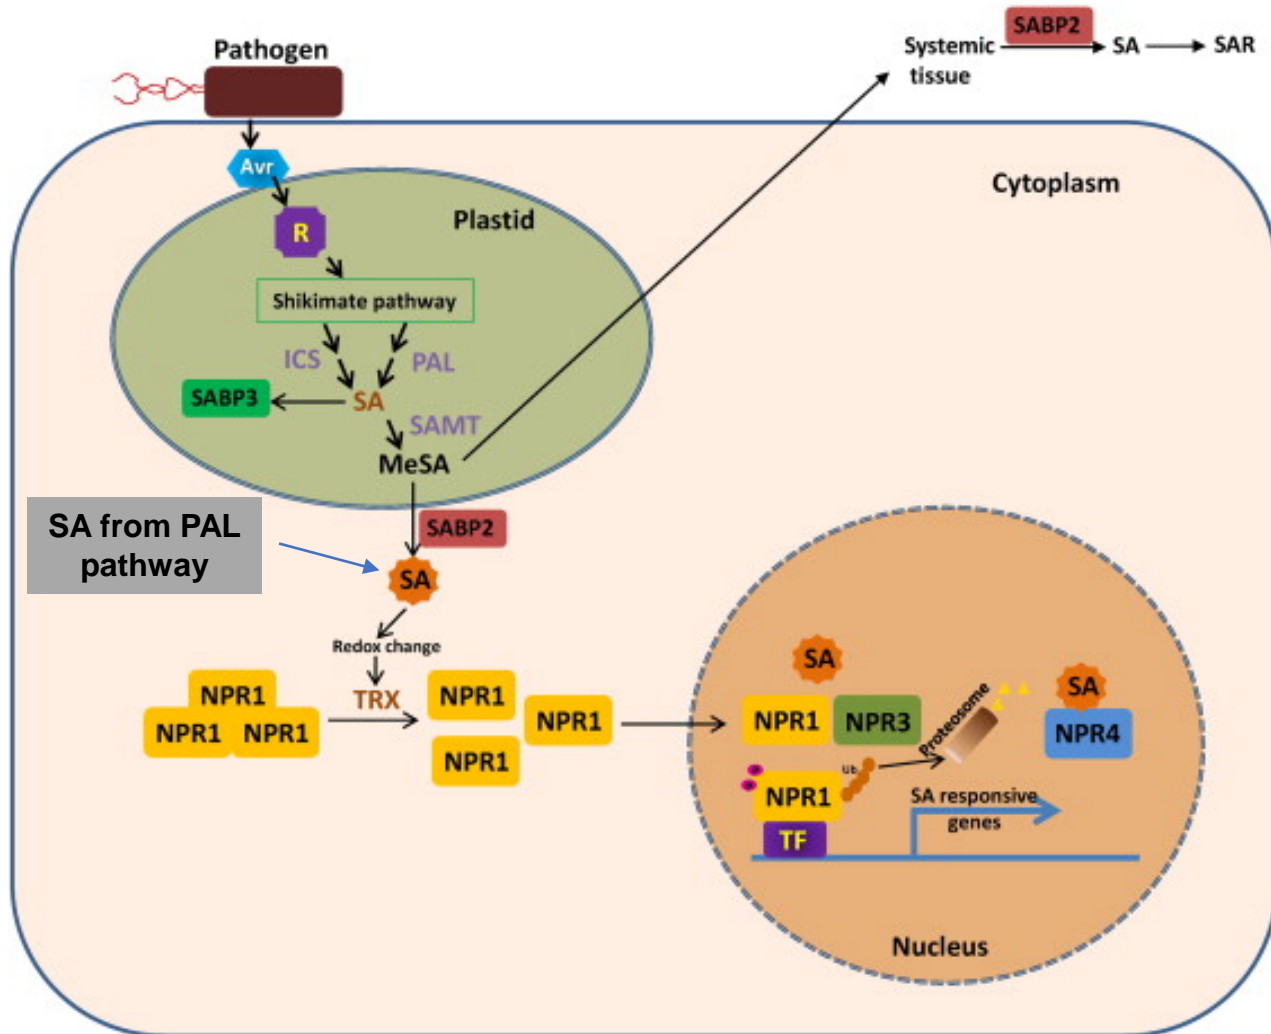 Pathogen
SABP2
Systemic
tissue
SA
SAR
Avr
Cytoplasm
R
Plastid
Shikimate pathway
ICS
PAL
SABP3
SA
SAMT
MeSA
SA from PAL
pathway
SABP2
SA
Redox change
TRX
NPR1
NPR1
NPR1
NPR1
NPR1
NPR1
SA
NPR1
NPR3
Proteosome
SA
NPR4
NPR1
Ub
TF
SA responsive
genes
Nucleus